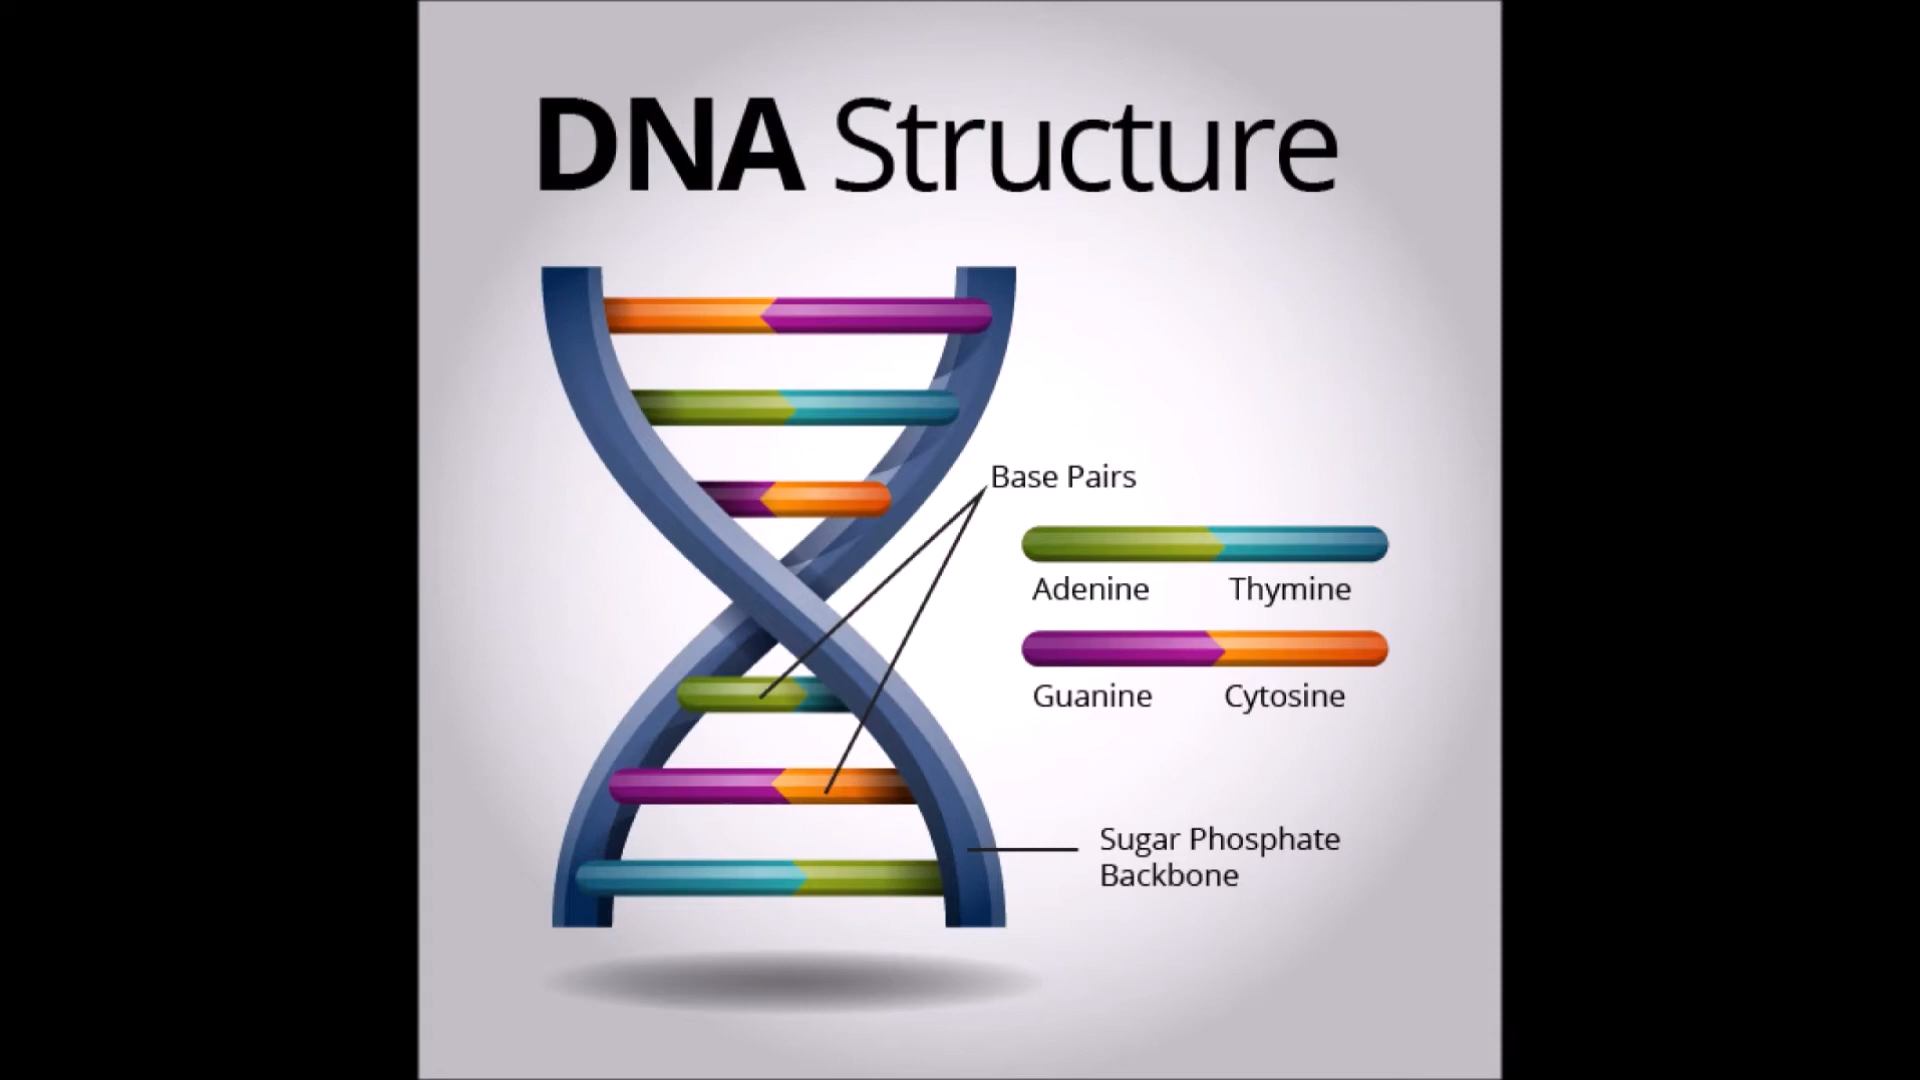 DNA Structure
Base Pairs
Adenine Thymine
Guanine Cytosine
Sugar Phosphate
Backbone